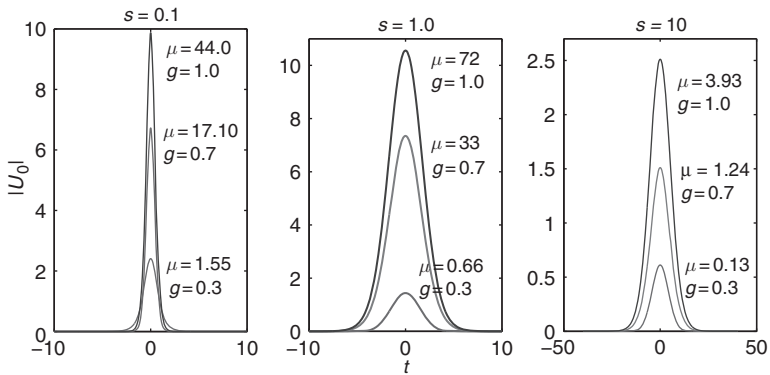 s = 0.1
|U0|
10
8
6
4
2
0
μ = 44.0
g = 1.0
μ = 17.10
g = 0.7
μ = 1.55
g = 0.3
−10
0
10
s = 1.0
10
8
6
4
2
0
μ = 72
g = 1.0
μ = 33
g = 0.7
μ = 0.66
g = 0.3
−10
0
10
t
s = 10
2.5
2
1.5
1
0.5
0
μ = 3.93
g = 1.0
μ = 1.24
g = 0.7
μ = 0.13
g = 0.3
−50
0
50